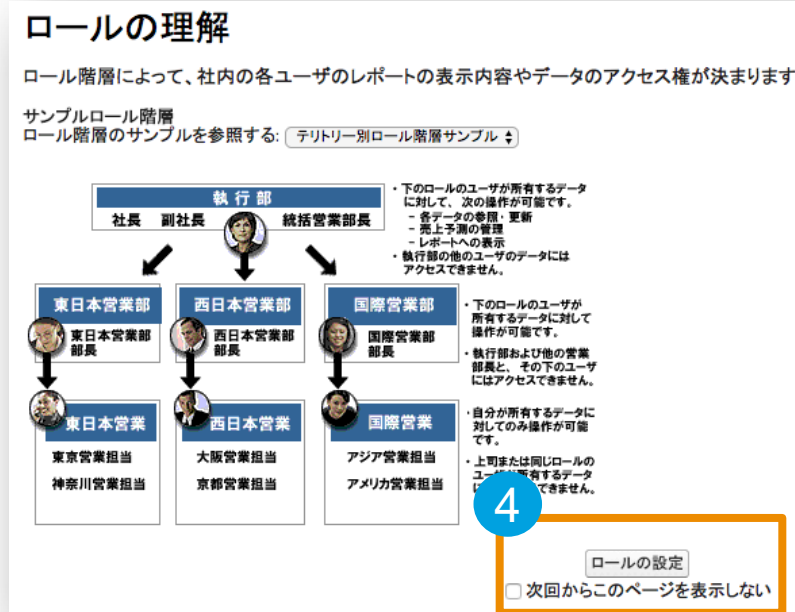 ロールの理解
ロール階層によって、社内の各ユーザのレポートの表示内容やデータのアクセス権が決まります
サンプルロール階層
ロール階層のサンプルを参照する: テリトリー別ロール階層サンプル
執行部
社長 副社長 統括営業部長
・下のロールのユーザが所有するデータ
に対して、次の操作が可能です。
- 各データの参照・更新
- 売上予測の管理
- レポートへの表示
・執行部の他のユーザのデータには
アクセスできません。
東日本営業部
東日本営業部
部長
西日本営業部
西日本営業部
部長
国際営業部
国際営業部
部長
・下のロールのユーザが
所有するデータに対して
操作が可能です。
・執行部および他の営業
部長と、その下のユーザ
にはアクセスできません。
東日本営業
東京営業担当
神奈川営業担当
西日本営業
大阪営業担当
京都営業担当
国際営業
アジア営業担当
アメリカ営業担当
・自分が所有するデータに
対してのみ操作が可能
です。
・上司または同じロールの
所有するデータ
できません。
4
ロールの設定
次回からこのページを表示しない